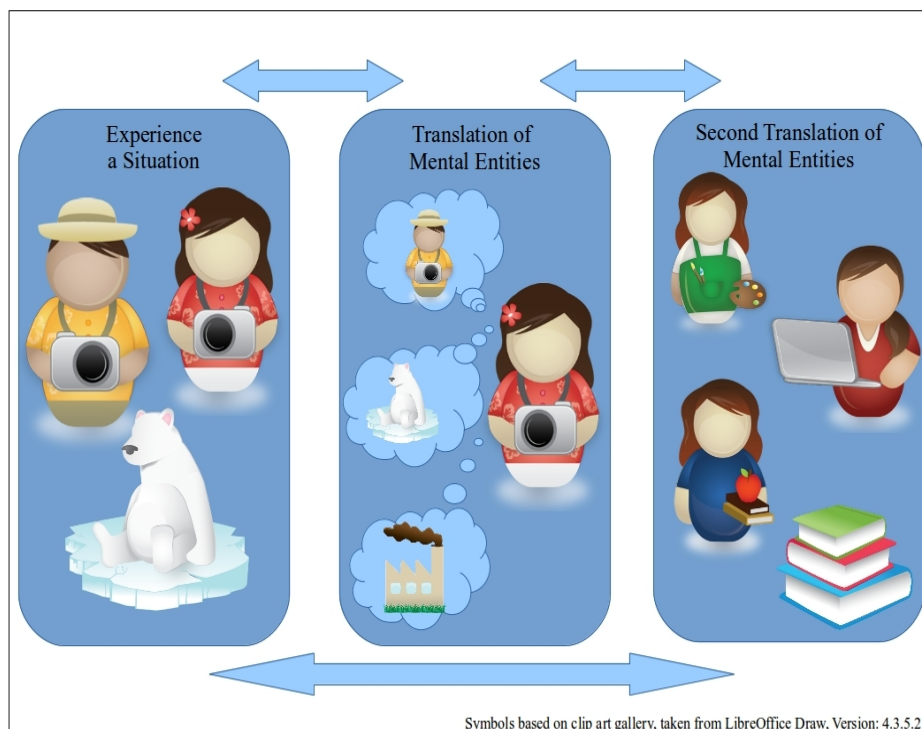 Experience
a Situation
Translation of
Mental Entities
Second Translation of
Mental Entities
Symbols based on clip art gallery, taken from LibreOffice Draw, Version: 4.3.5.2